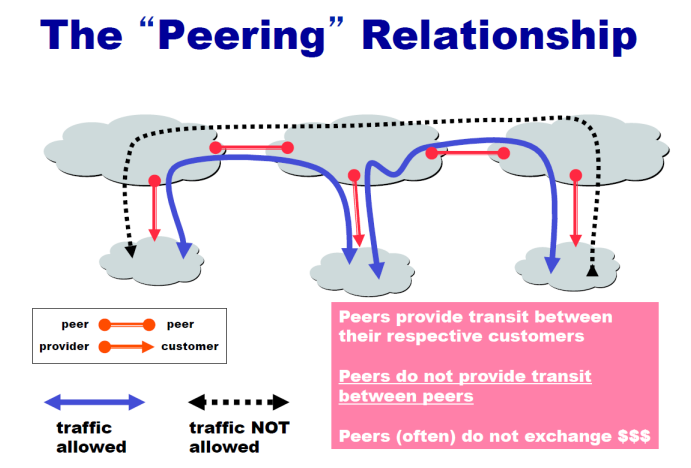 The “Peering” Relationship
peer peer
provider customer
traffic
allowed
traffic NOT
allowed
Peers provide transit between
their respective customers
Peers do not provide transit
between peers
Peers (often) do not exchange $$$